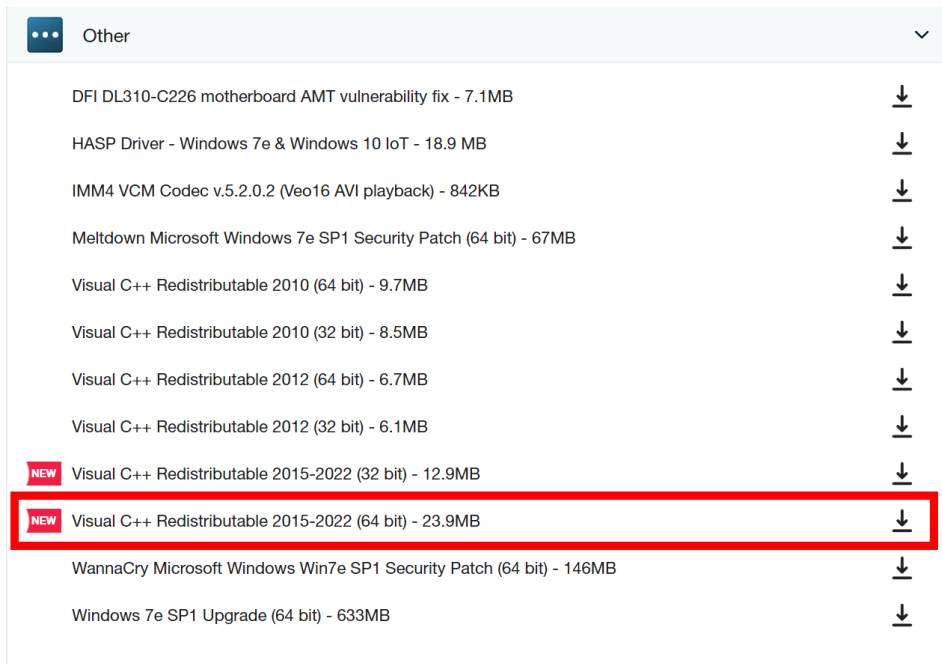 Other
DFI DL310-C226 motherboard AMT vulnerability fix - 7.1MB
HASP Driver - Windows 7e & Windows 10 IoT - 18.9 MB
IMM4 VCM Codec v.5.2.0.2 (Veo16 AVI playback) - 842KB
Meltdown Microsoft Windows 7e SP1 Security Patch (64 bit) - 67MB
Visual C++ Redistributable 2010 (64 bit) - 9.7MB
Visual C++ Redistributable 2010 (32 bit) - 8.5MB
Visual C++ Redistributable 2012 (64 bit) - 6.7MB
Visual C++ Redistributable 2012 (32 bit) - 6.1MB
NEW Visual C++ Redistributable 2015-2022 (32 bit) - 12.9MB
NEW Visual C++ Redistributable 2015-2022 (64 bit) - 23.9MB
WannaCry Microsoft Windows Win7e SP1 Security Patch (64 bit) - 146MB
Windows 7e SP1 Upgrade (64 bit) - 633MB